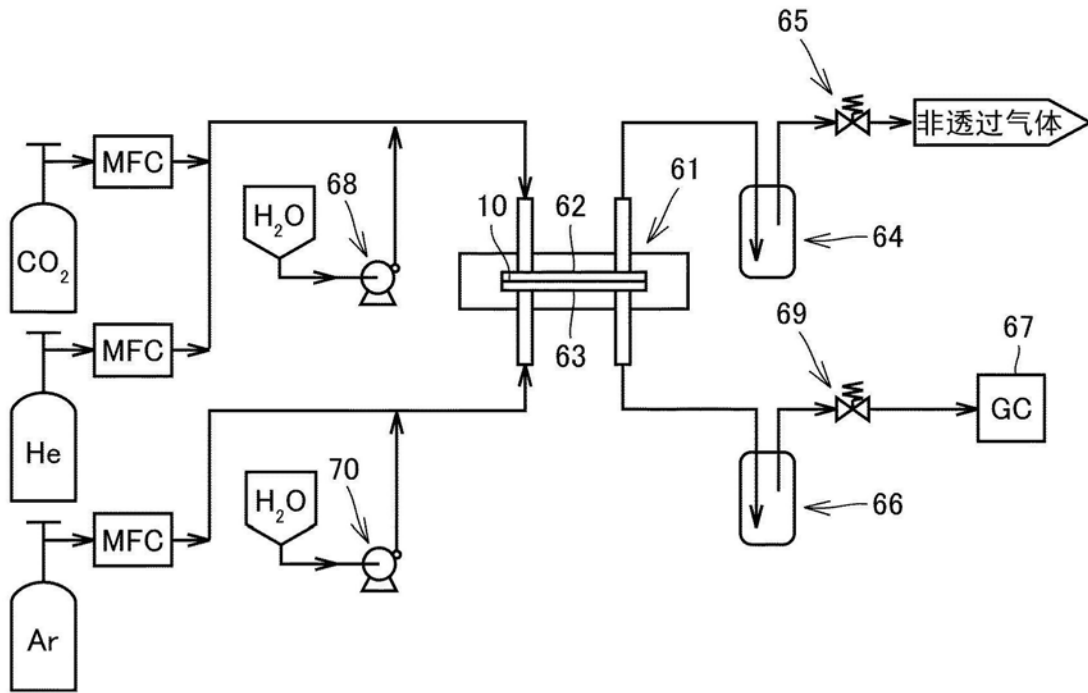 65
MFC
非透过气体
CO₂
H₂O
68
10
62
61
64
MFC
63
69
67
He
GC
H₂O
70
66
MFC
Ar